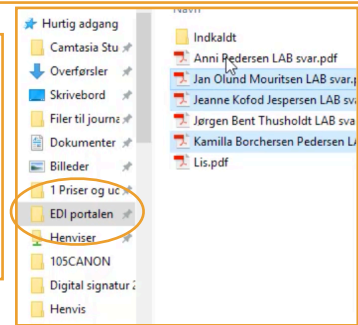 Navn
Hurtig adgang
Camtasia Stu
Overførsler
Skrivebord
Filer til journa
Dokumenter
Billeder
1 Priser og ud
EDI portalen
Henviser
105CANON
Digital signatur 2
Henvis
Indkaldt
Anni Pedersen LAB svar.pdf
Jan Ølund Mouritsen LAB svar.p
Jeanne Kofod Jespersen LAB sva
Jørgen Bent Thusholdt LAB sva
Kamilla Borchersen Pedersen LA
Lis.pdf